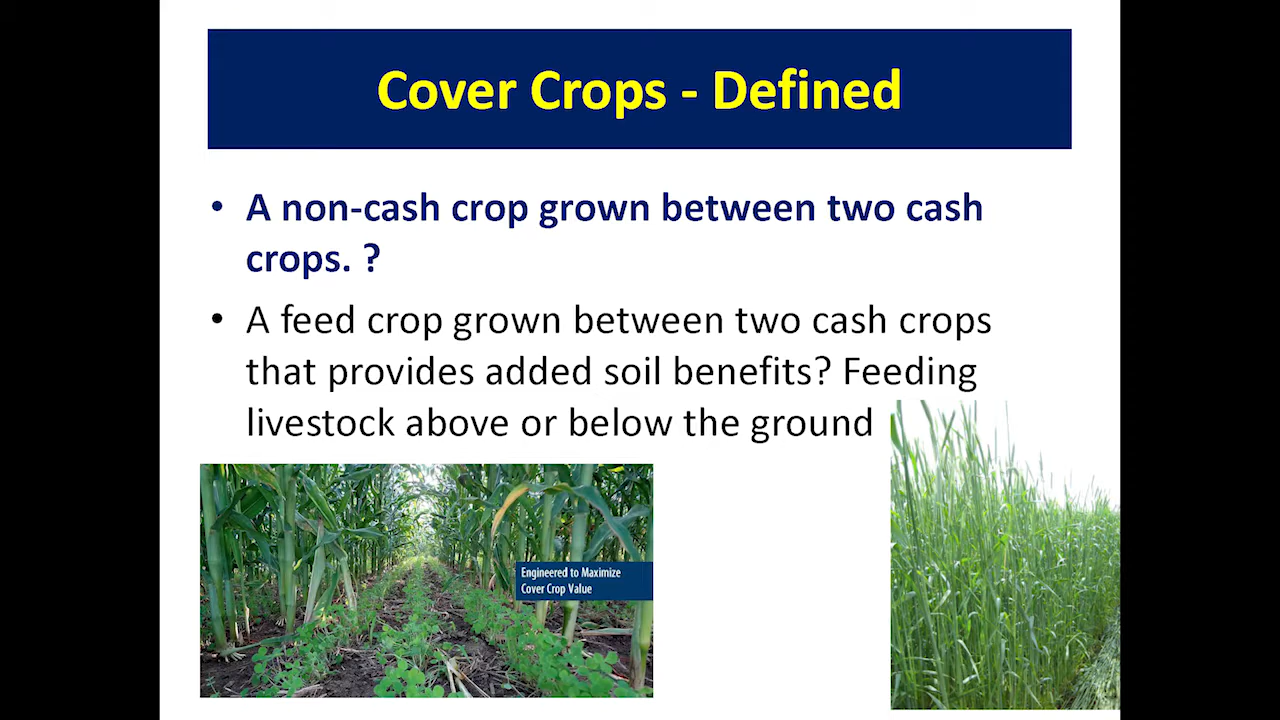 Cover Crops - Defined
• A non-cash crop grown between two cash
crops. ?
• A feed crop grown between two cash crops
that provides added soil benefits? Feeding
livestock above or below the ground
Engineered to Maximize
Cover Crop Value